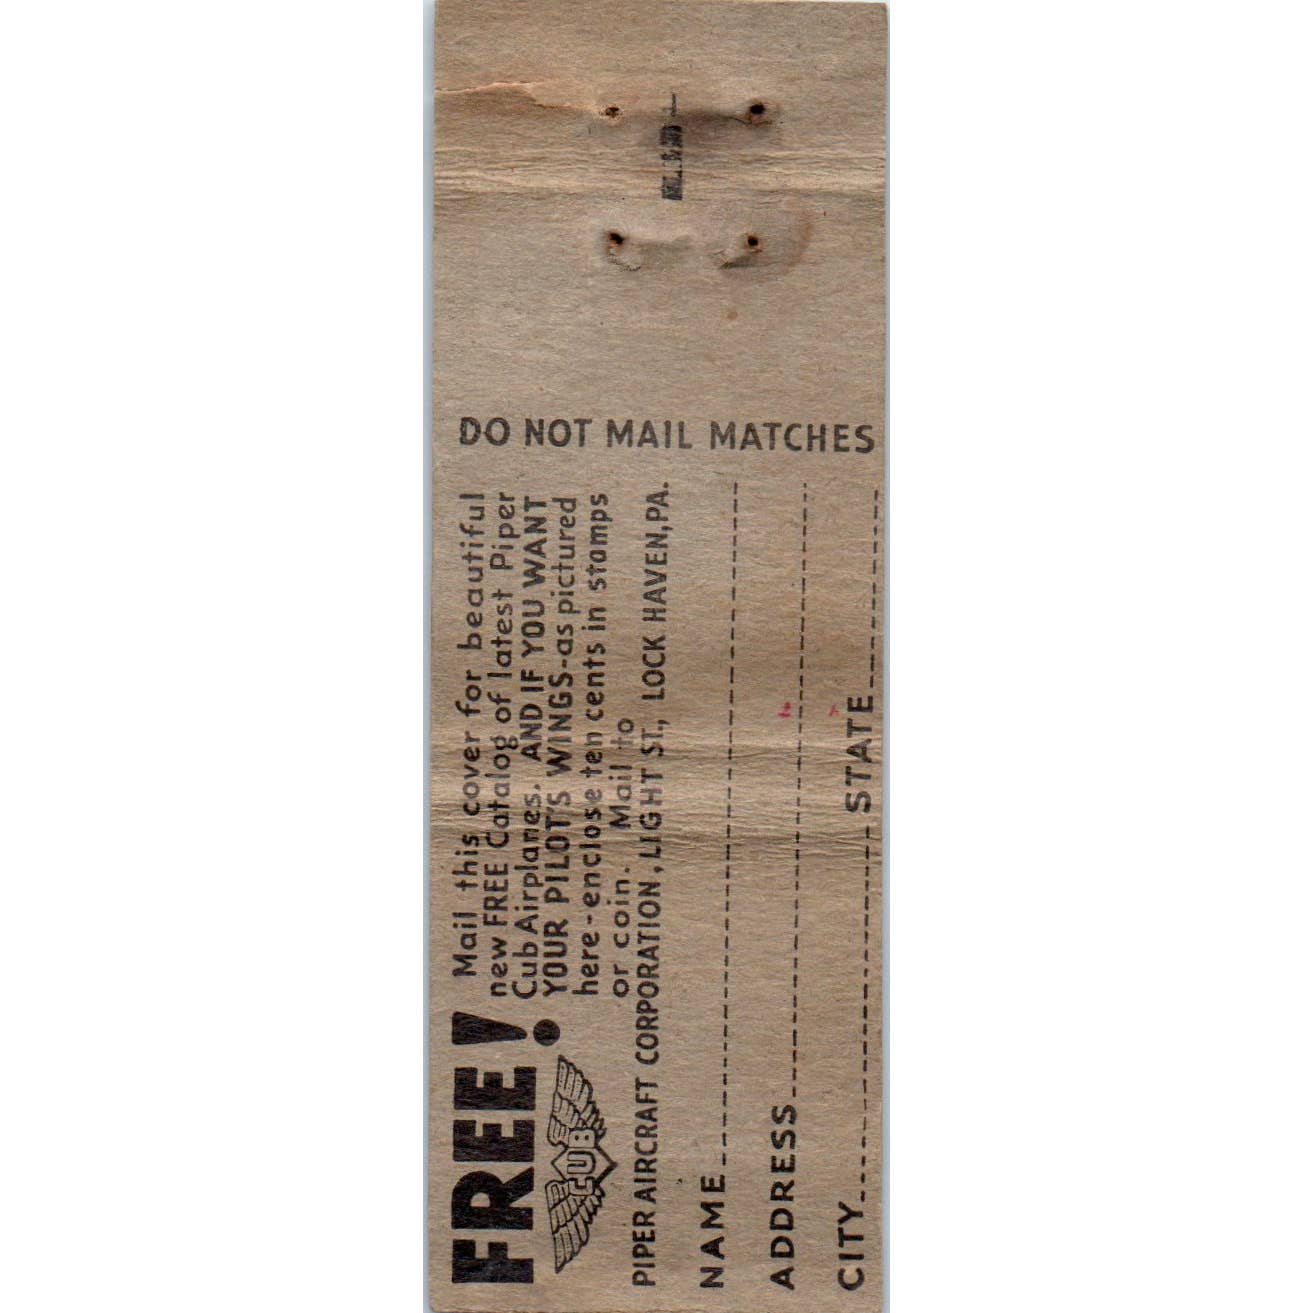 DO NOT MAIL MATCHES
FREE!
Mail this cover for beautiful
new FREE Catalog of latest Piper
Cub Airplanes. AND IF YOU WANT
YOUR PILOT'S WINGS-as pictured
here-enclose ten cents in stamps
or coin. Mail to
CUB
PIPER AIRCRAFT CORPORATION, LIGHT ST., LOCK HAVEN, PA.
NAME
ADDRESS
CITY STATE